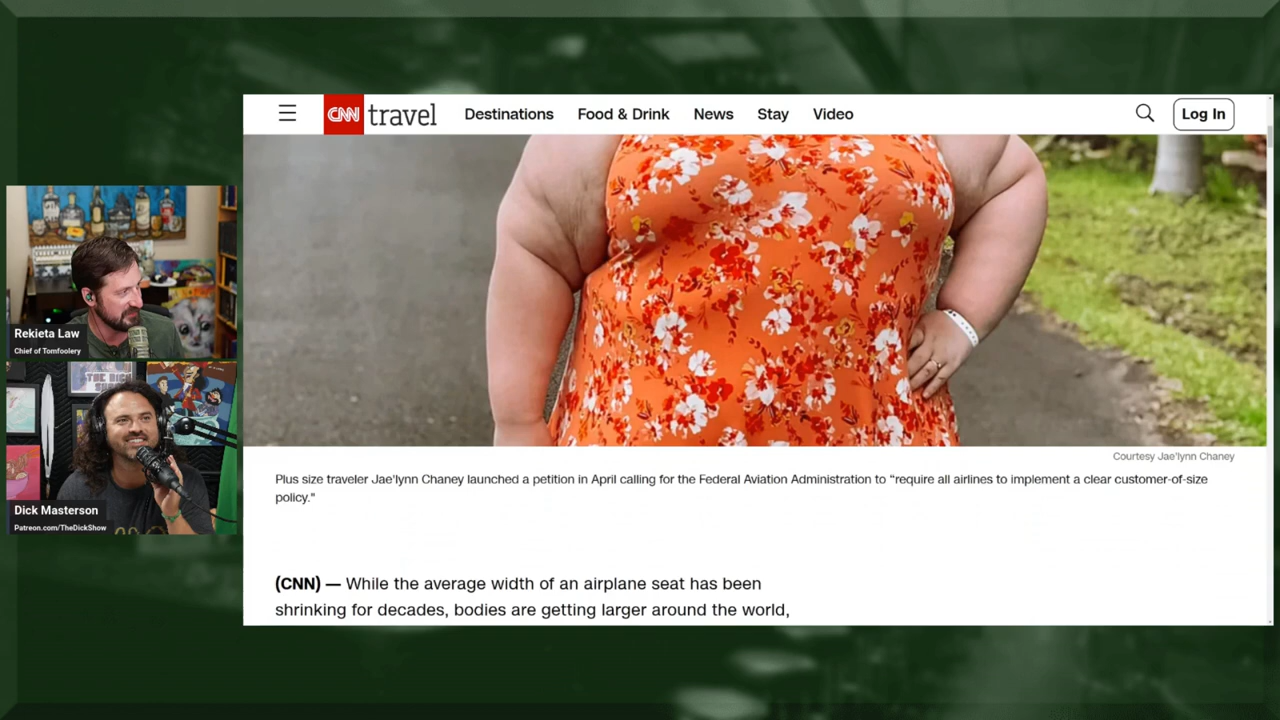 CNN travel Destinations Food & Drink News Stay Video Log In
Rekieta Law
Chief of Tomfoolery
THE DICK
Dick Masterson
Patreon.com/TheDickShow
Courtesy Jae'lynn Chaney
Plus size traveler Jae'lynn Chaney launched a petition in April calling for the Federal Aviation Administration to “require all airlines to implement a clear customer-of-size
policy."
(CNN) — While the average width of an airplane seat has been
shrinking for decades, bodies are getting larger around the world,